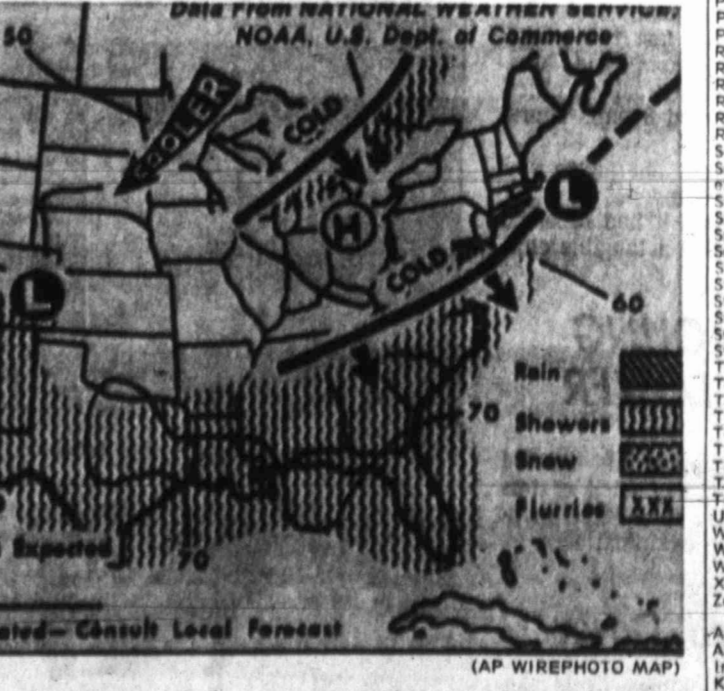 Data From NATIONAL WEATHER SERVICE,
NOAA, U.S. Dept. of Commerce
50
COOLER
COLD
L
H
COLD
L
60
Rain
70
Showers
Snow
Flurries
XXX
Expected
70
Consult Local Forecast
(AP WIREPHOTO MAP)